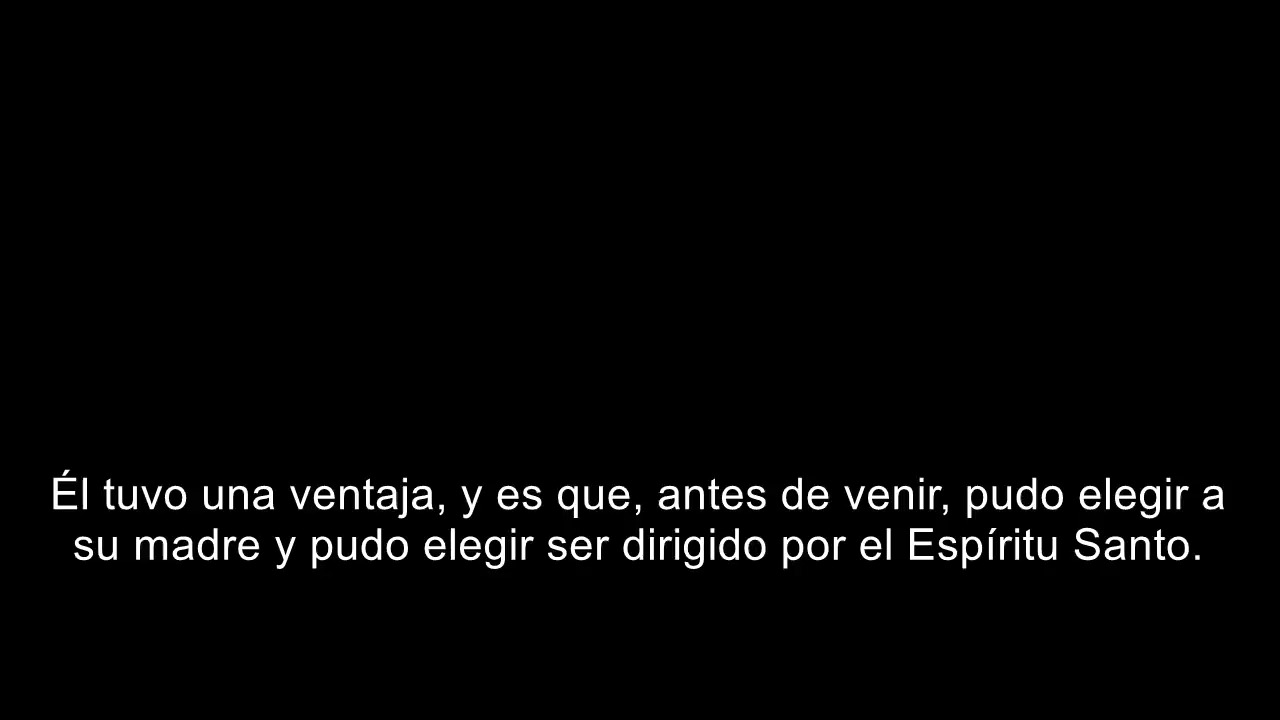 Él tuvo una ventaja, y es que, antes de venir, pudo elegir a
su madre y pudo elegir ser dirigido por el Espíritu Santo.